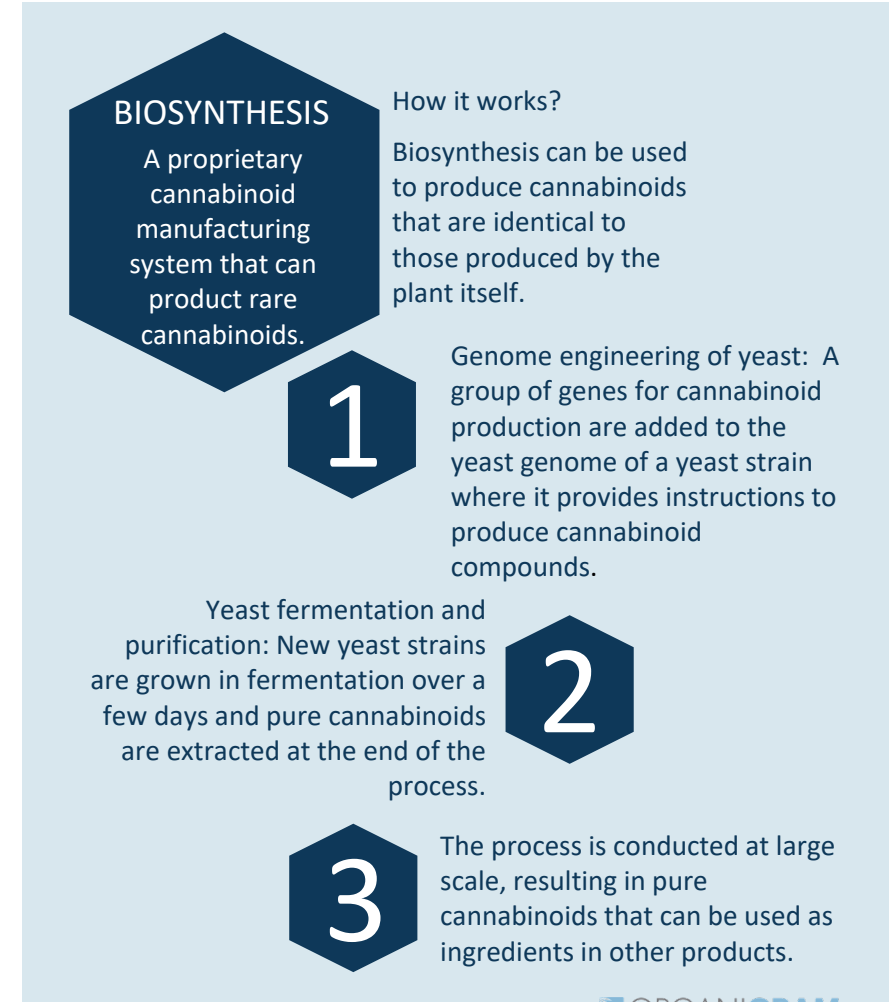 BIOSYNTHESIS
A proprietary
cannabinoid
manufacturing
system that can
product rare
cannabinoids.
How it works?
Biosynthesis can be used
to produce cannabinoids
that are identical to
those produced by the
plant itself.
1
Genome engineering of yeast:  A
group of genes for cannabinoid
production are added to the
yeast genome of a yeast strain
where it provides instructions to
produce cannabinoid
compounds.
Yeast fermentation and
purification: New yeast strains
are grown in fermentation over a
few days and pure cannabinoids
are extracted at the end of the
process.
2
3
The process is conducted at large
scale, resulting in pure
cannabinoids that can be used as
ingredients in other products.
ORGANIGRAM